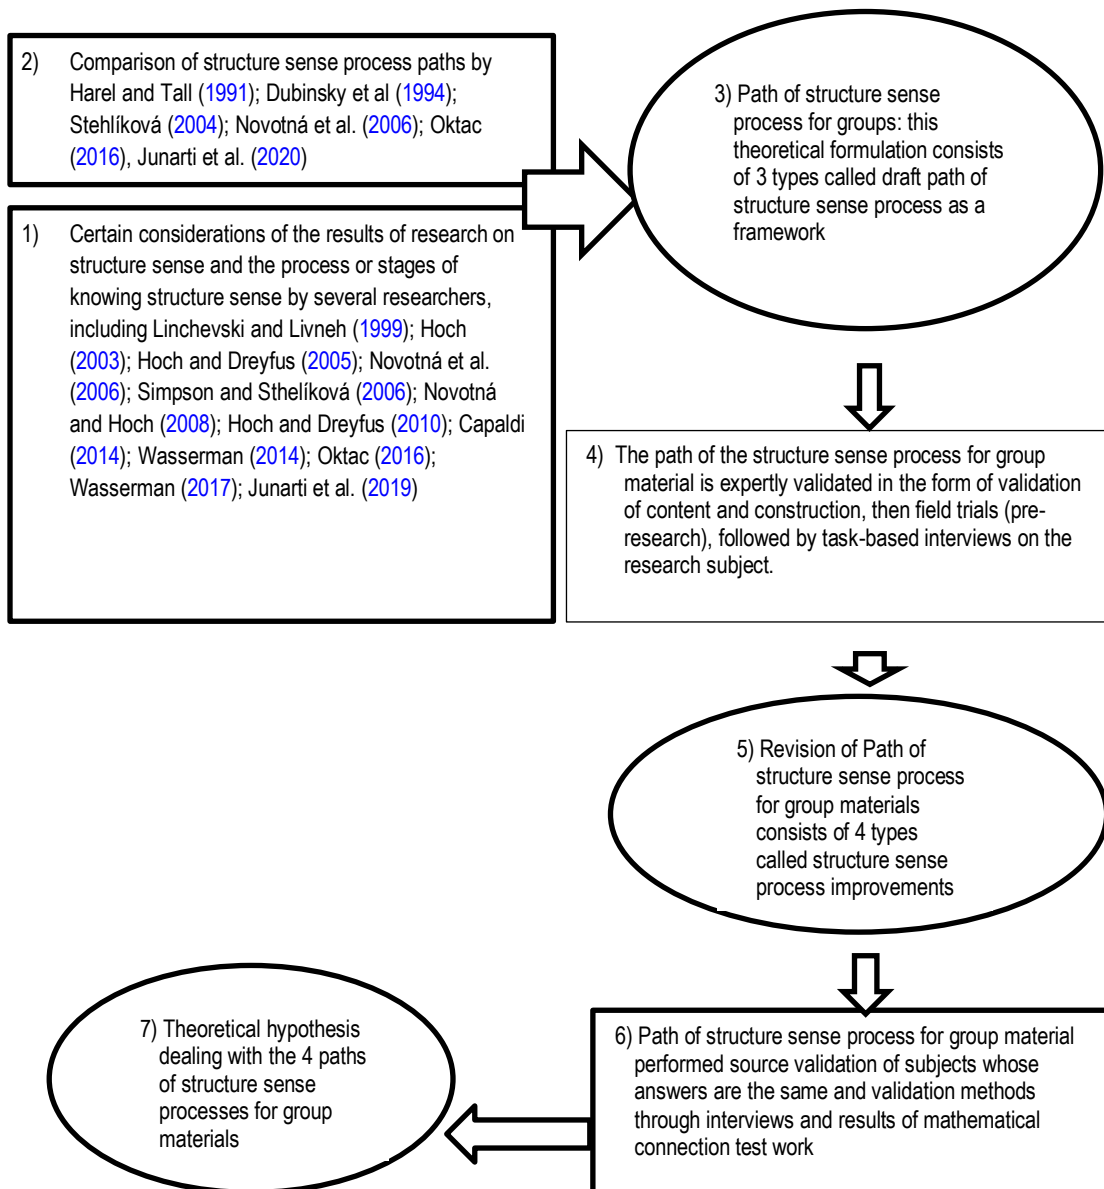 2) Comparison of structure sense process paths by
Harel and Tall (1991); Dubinsky et al (1994);
Stehlíková (2004); Novotná et al. (2006); Oktac
(2016), Junarti et al. (2020)
1) Certain considerations of the results of research on
structure sense and the process or stages of
knowing structure sense by several researchers,
including Linchevski and Livneh (1999); Hoch
(2003); Hoch and Dreyfus (2005); Novotná et al.
(2006); Simpson and Sthelíková (2006); Novotná
and Hoch (2008); Hoch and Dreyfus (2010); Capaldi
(2014); Wasserman (2014); Oktac (2016);
Wasserman (2017); Junarti et al. (2019)
3) Path of structure sense
process for groups: this
theoretical formulation consists
of 3 types called draft path of
structure sense process as a
framework
4) The path of the structure sense process for group
material is expertly validated in the form of validation
of content and construction, then field trials (pre-
research), followed by task-based interviews on the
research subject.
5) Revision of Path of
structure sense process
for group materials
consists of 4 types
called structure sense
process improvements
6) Path of structure sense process for group material
performed source validation of subjects whose
answers are the same and validation methods
through interviews and results of mathematical
connection test work
7) Theoretical hypothesis
dealing with the 4 paths
of structure sense
processes for group
materials